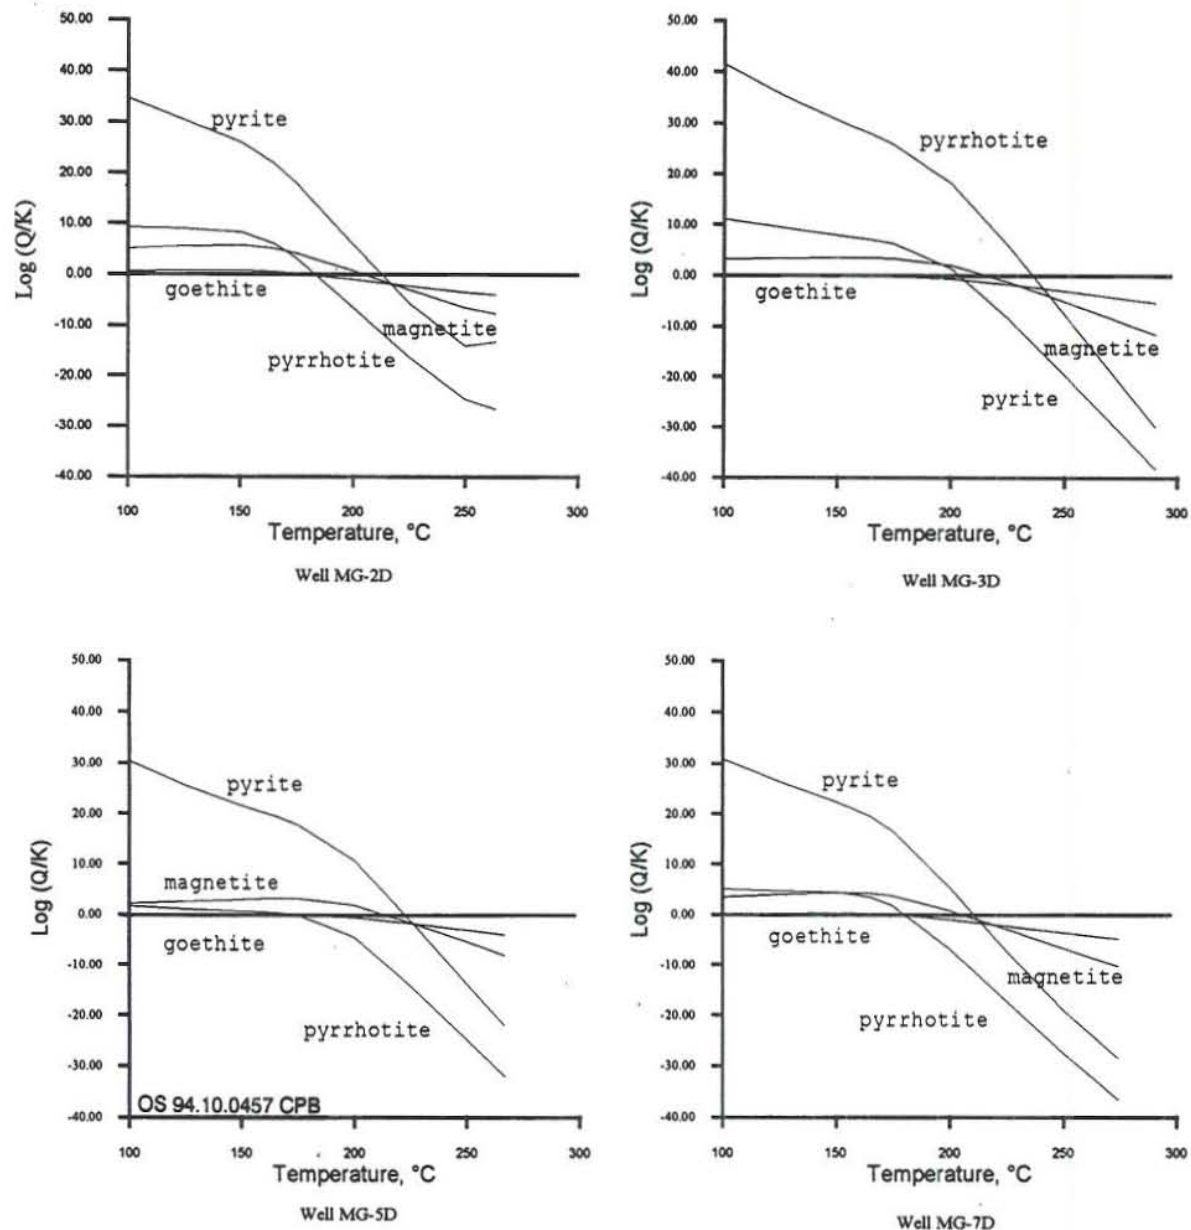 50.00
40.00
30.00
20.00
10.00
0.00
-10.00
-20.00
-30.00
-40.00
Log (Q/K)
pyrite
goethite
magnetite
pyrrhotite
100 150 200 250 300
Temperature, °C
Well MG-2D
50.00
40.00
30.00
20.00
10.00
0.00
-10.00
-20.00
-30.00
-40.00
Log (Q/K)
pyrrhotite
goethite
magnetite
pyrite
100 150 200 250 300
Temperature, °C
Well MG-3D
50.00
40.00
30.00
20.00
10.00
0.00
-10.00
-20.00
-30.00
-40.00
Log (Q/K)
pyrite
magnetite
goethite
pyrrhotite
OS 94.10.0457 CPB
100 150 200 250 300
Temperature, °C
Well MG-5D
50.00
40.00
30.00
20.00
10.00
0.00
-10.00
-20.00
-30.00
-40.00
Log (Q/K)
pyrite
goethite
magnetite
pyrrhotite
100 150 200 250 300
Temperature, °C
Well MG-7D